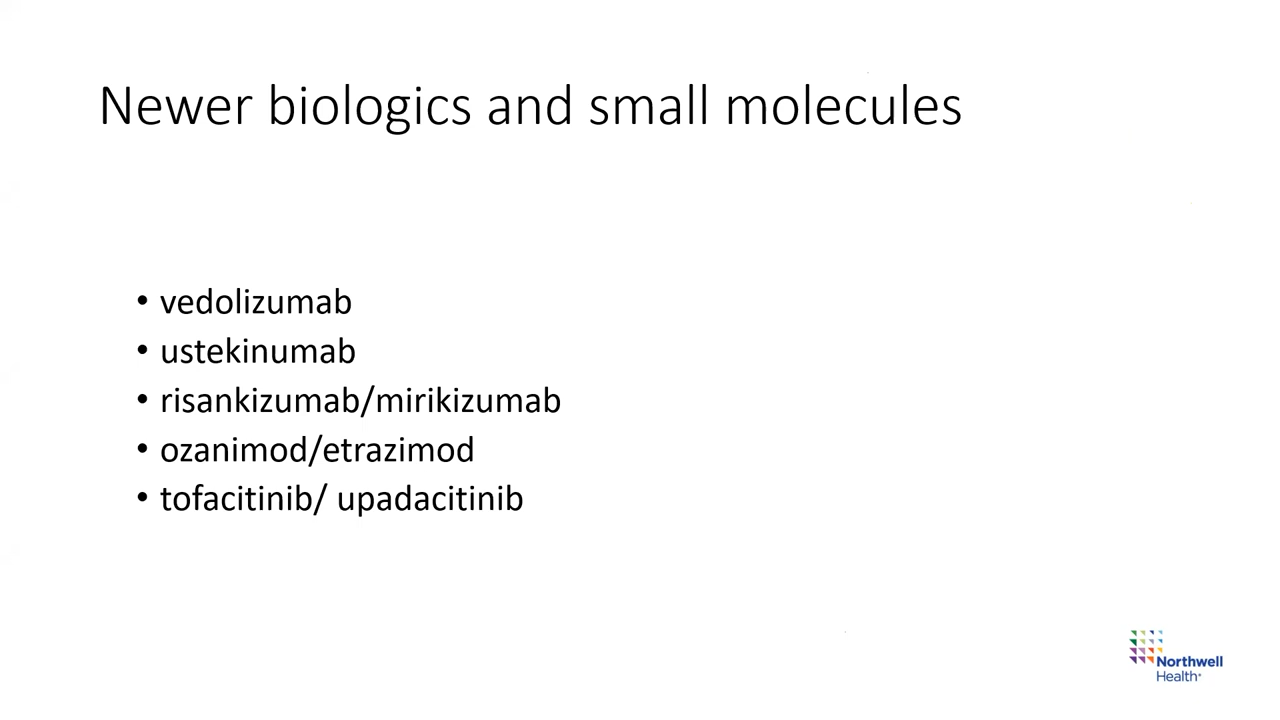 Newer biologics and small molecules
• vedolizumab
• ustekinumab
• risankizumab/mirikizumab
• ozanimod/etrazimod
• tofacitinib/ upadacitinib
Northwell
Health®